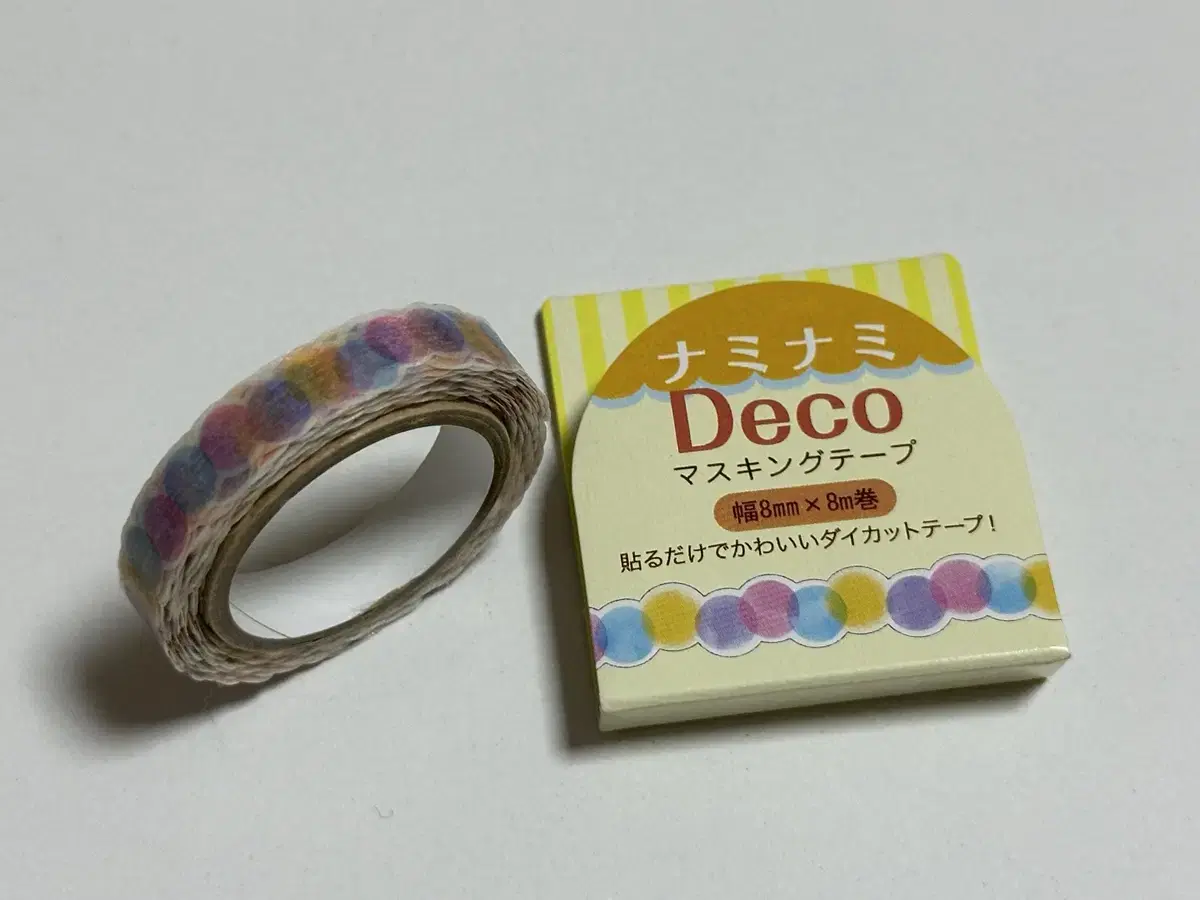 ナミナミ
Deco
マスキングテープ
幅8mm×8m巻
貼るだけでかわいいダイカットテープ!